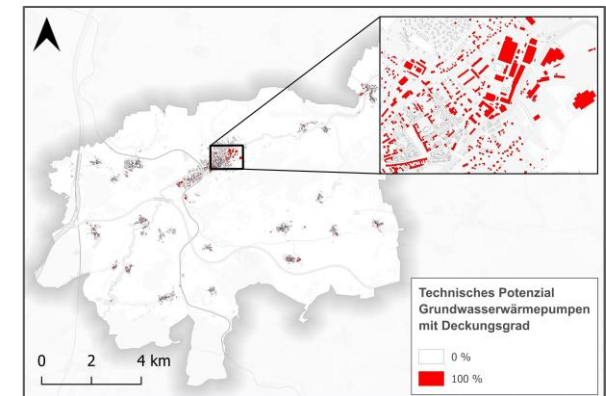 Technisches Potenzial
Grundwasserwärmepumpen
mit Deckungsgrad
0 %
100 %
0 2 4 km